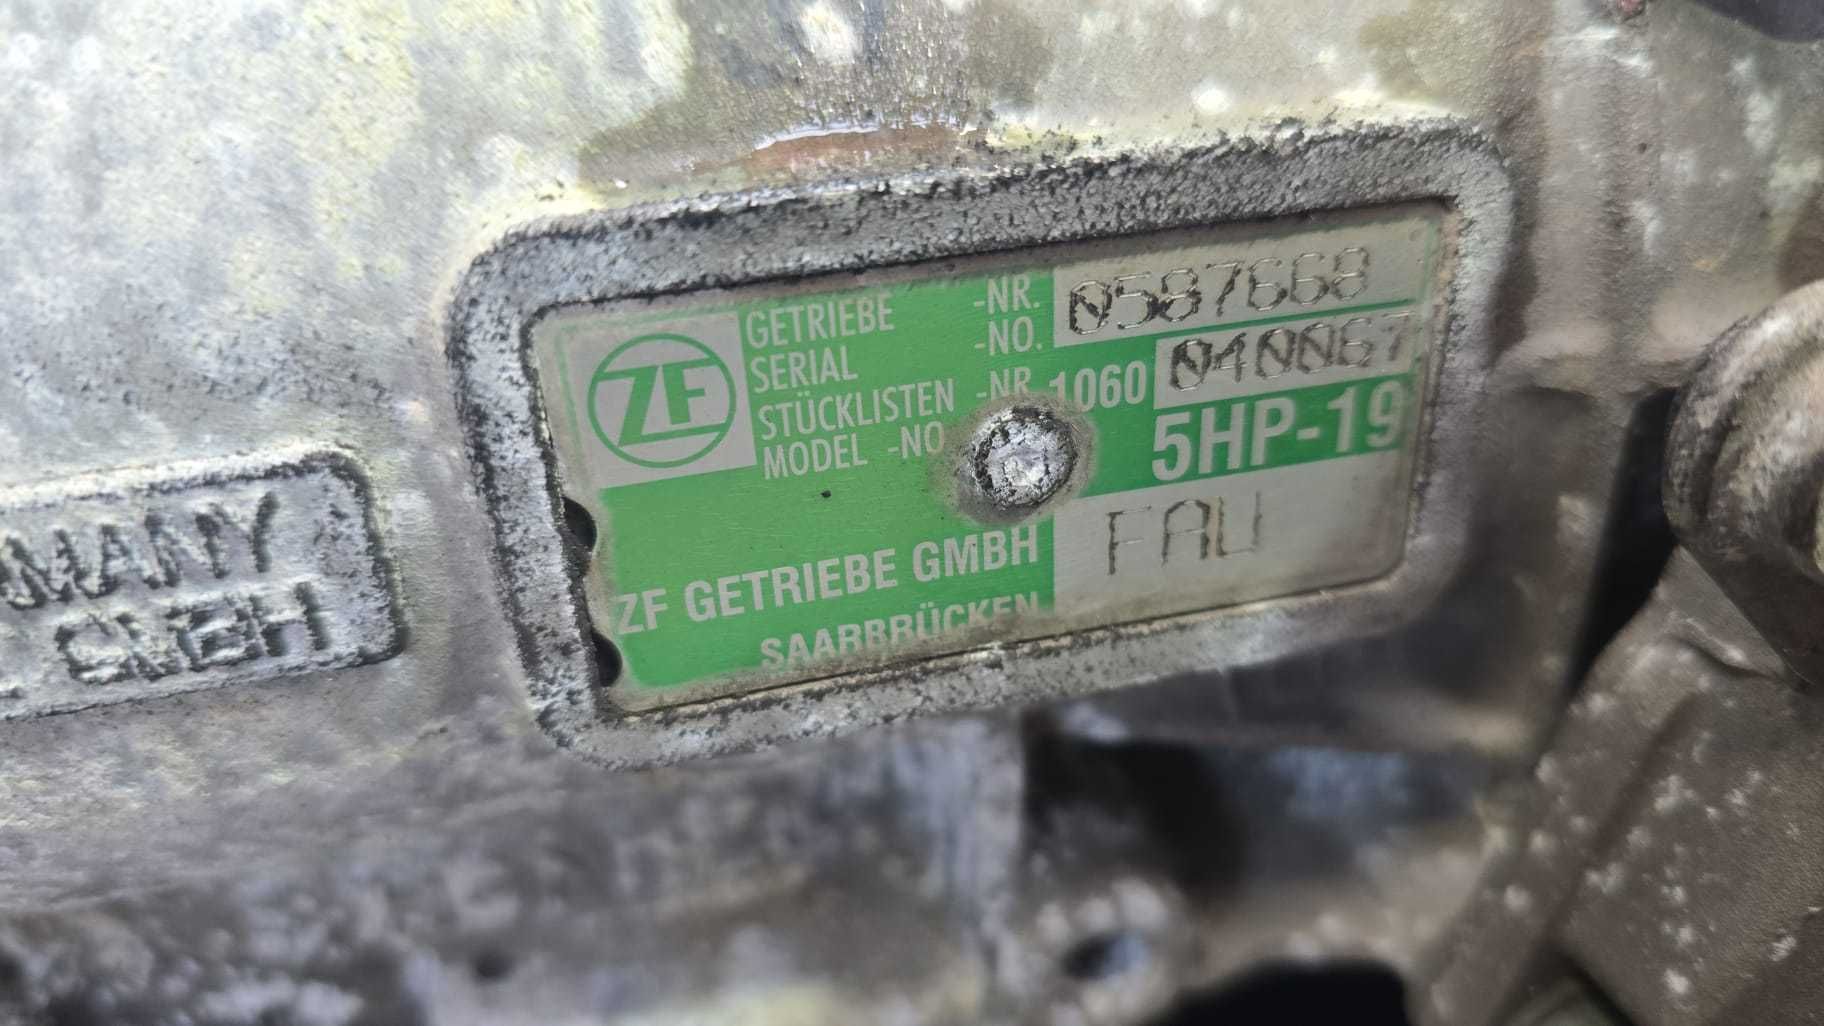 ZF
GETRIEBE -NR. 0587668
SERIAL -NO.
STÜCKLISTEN -NR 1060 040067
MODEL -NO
5HP-19
FAU
ZF GETRIEBE GMBH
SAARBRÜCKEN
MANY